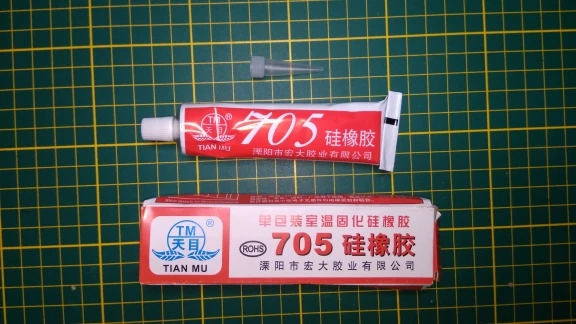 TM
天目
®
TIAN MU
705 硅橡胶
溧阳市宏大胶业有限公司
TM
天目
®
TIAN MU
单包装室温固化硅橡胶
ROHS 705 硅橡胶
溧阳市宏大胶业有限公司